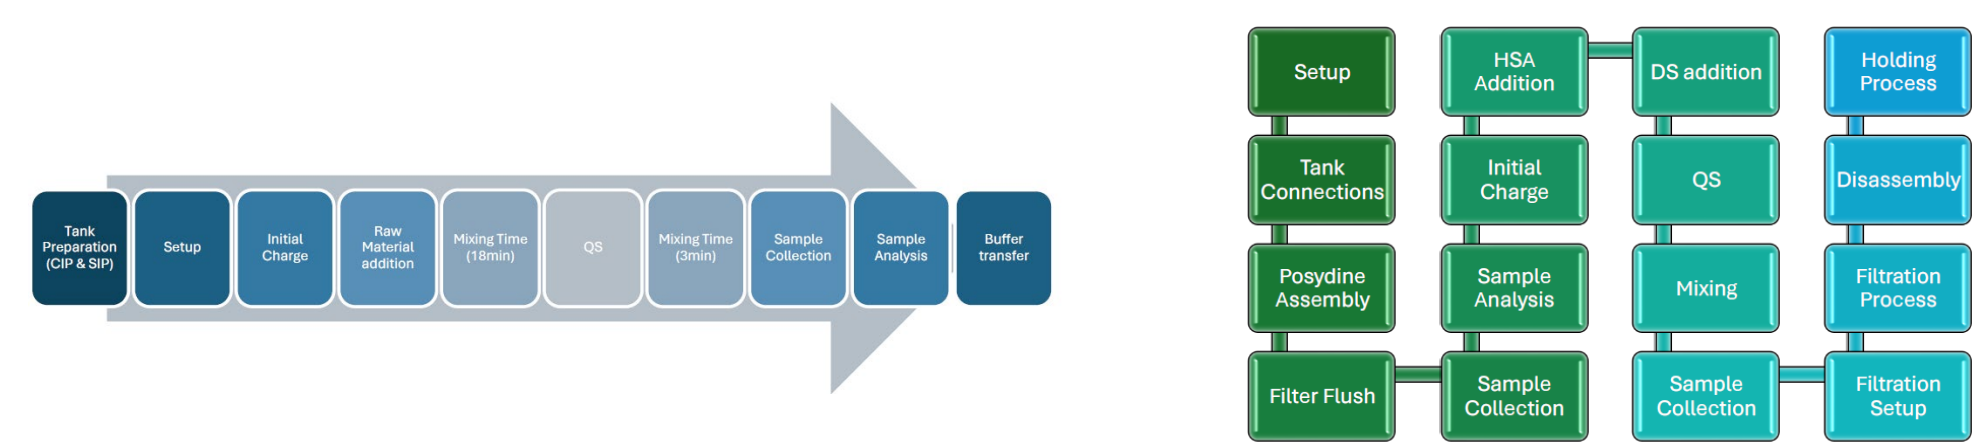 Tank
Preparation
(CIP & SIP)
Setup
Initial
Charge
Raw
Material
addition
Mixing Time
(18min)
QS
Mixing Time
(3min)
Sample
Collection
Sample
Analysis
Buffer
transfer
Setup
Tank
Connections
Posydine
Assembly
Filter Flush
Sample
Collection
Sample
Analysis
Initial
Charge
HSA
Addition
DS addition
QS
Mixing
Sample
Collection
Filtration
Setup
Filtration
Process
Disassembly
Holding
Process